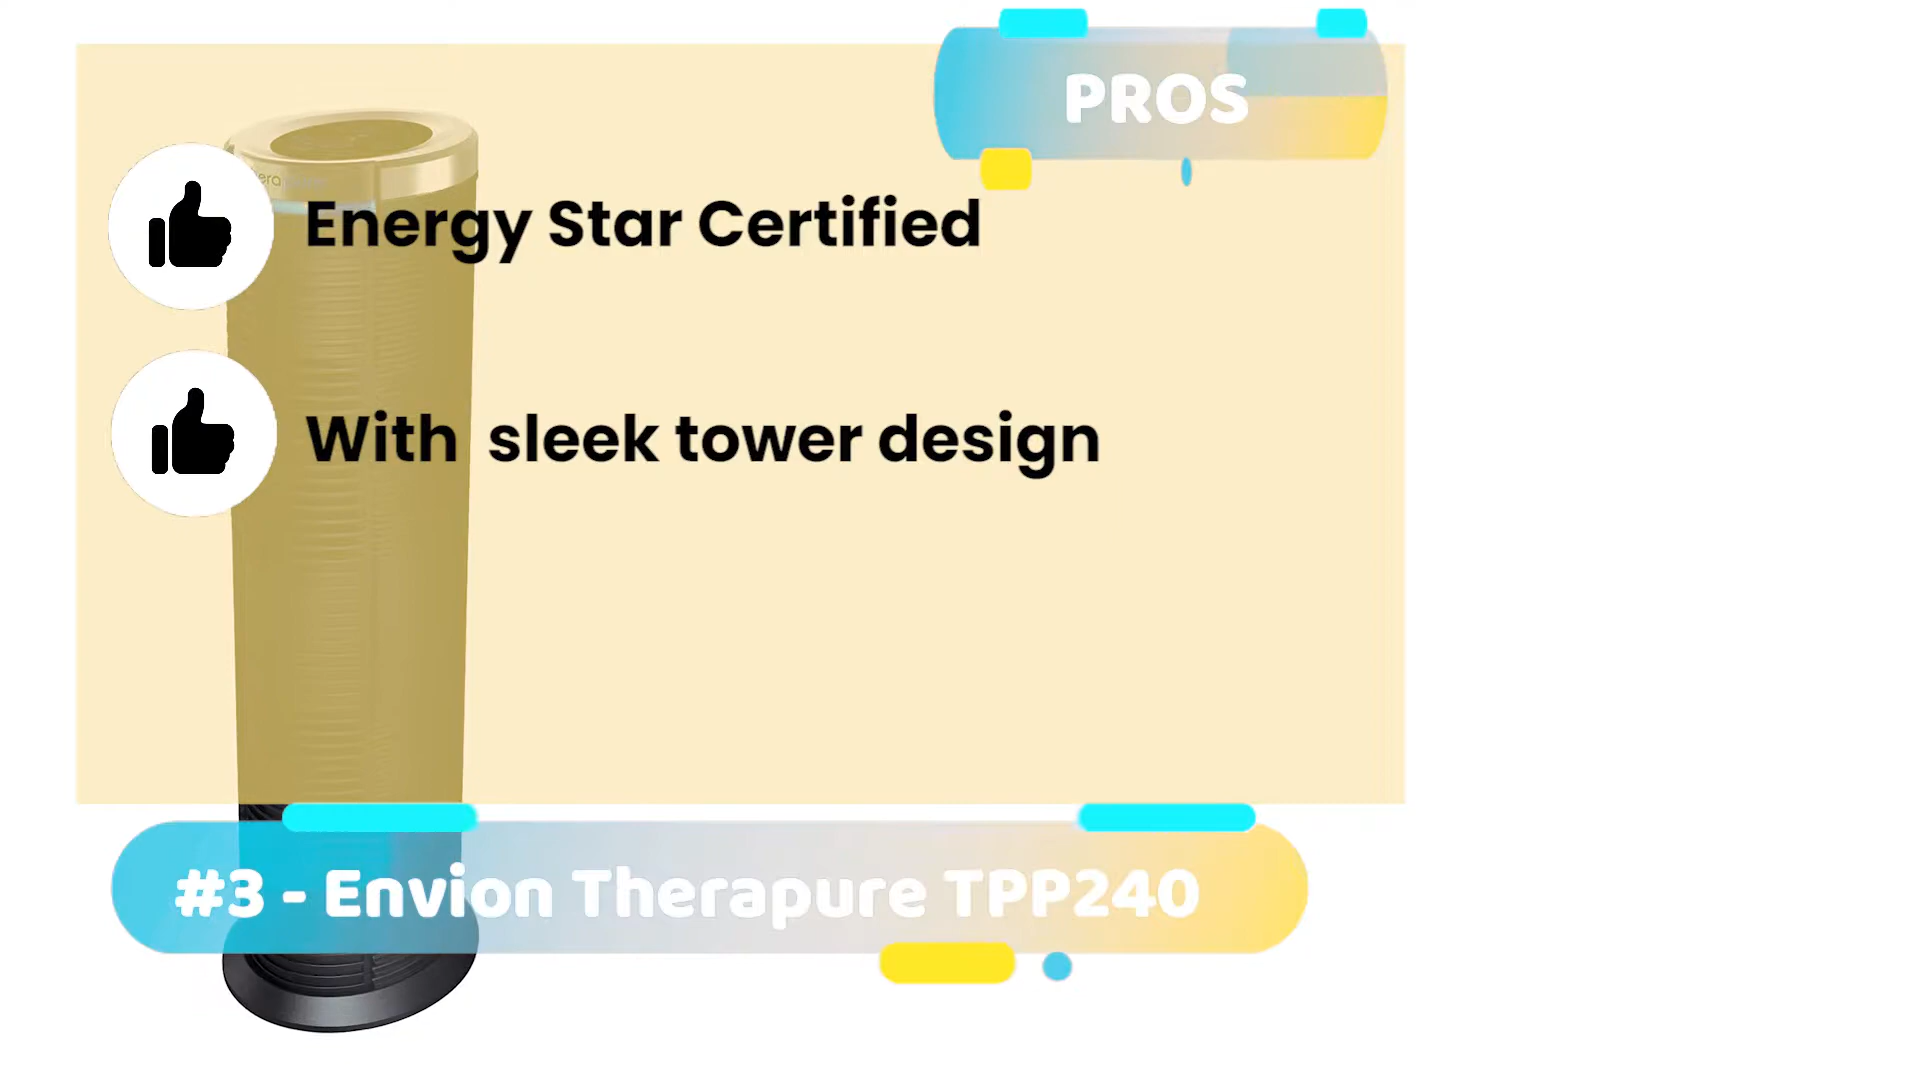 PROS
Energy Star Certified
With sleek tower design
#3 - Envion Therapure TPP240